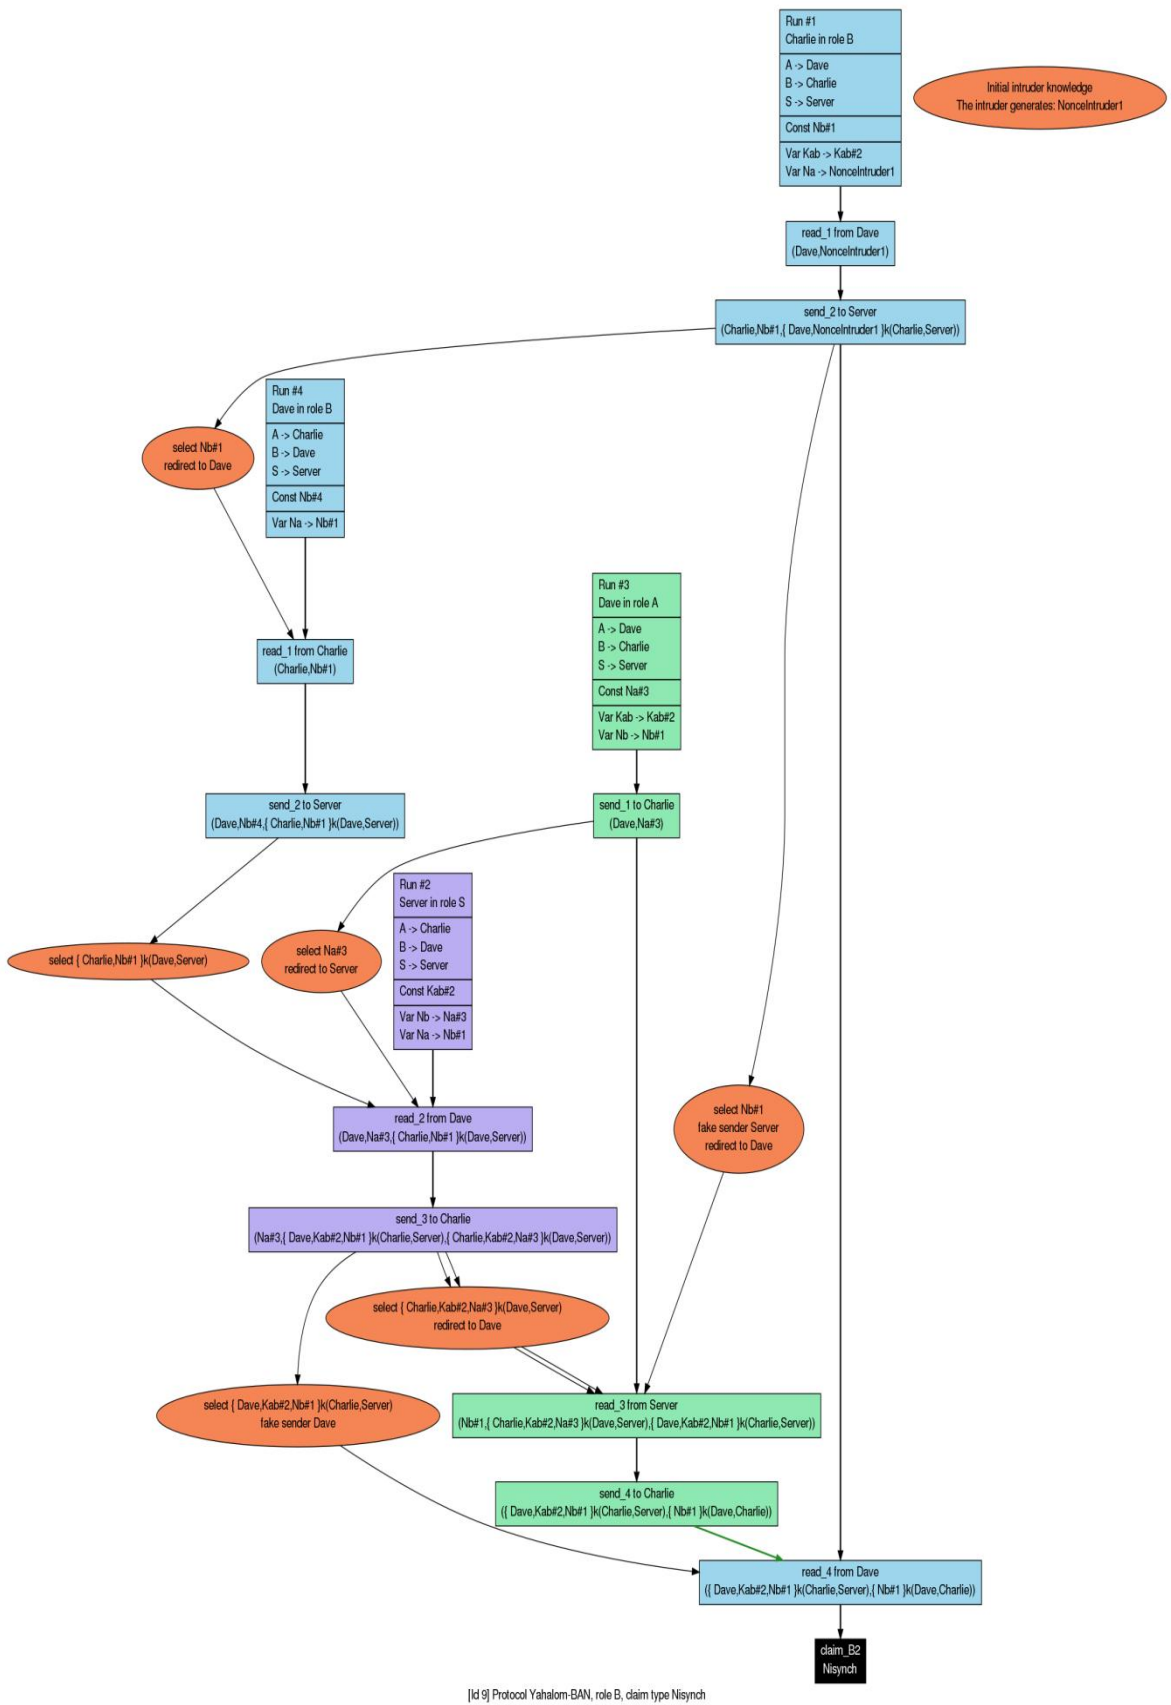 Run #1
Charlie in role B
A -> Dave
B -> Charlie
S -> Server
Const Nb#1
Var Kab -> Kab#2
Var Na -> NonceIntruder1
Initial intruder knowledge
The intruder generates: NonceIntruder1
read_1 from Dave
(Dave,NonceIntruder1)
send_2 to Server
(Charlie,Nb#1,{ Dave,NonceIntruder1 }k(Charlie,Server))
select Nb#1
redirect to Dave
Run #4
Dave in role B
A -> Charlie
B -> Dave
S -> Server
Const Nb#4
Var Na -> Nb#1
read_1 from Charlie
(Charlie,Nb#1)
Run #3
Dave in role A
A -> Dave
B -> Charlie
S -> Server
Const Na#3
Var Kab -> Kab#2
Var Nb -> Nb#1
send_2 to Server
(Dave,Nb#4,{ Charlie,Nb#1 }k(Dave,Server))
send_1 to Charlie
(Dave,Na#3)
select { Charlie,Nb#1 }k(Dave,Server)
select Na#3
redirect to Server
Run #2
Server in role S
A -> Charlie
B -> Dave
S -> Server
Const Kab#2
Var Nb -> Na#3
Var Na -> Nb#1
read_2 from Dave
(Dave,Na#3,{ Charlie,Nb#1 }k(Dave,Server))
select Nb#1
fake sender Server
redirect to Dave
send_3 to Charlie
(Na#3,{ Dave,Kab#2,Nb#1 }k(Charlie,Server),{ Charlie,Kab#2,Na#3 }k(Dave,Server))
select { Charlie,Kab#2,Na#3 }k(Dave,Server)
redirect to Dave
select { Dave,Kab#2,Nb#1 }k(Charlie,Server)
fake sender Dave
read_3 from Server
(Nb#1,{ Charlie,Kab#2,Na#3 }k(Dave,Server),{ Dave,Kab#2,Nb#1 }k(Charlie,Server))
send_4 to Charlie
({ Dave,Kab#2,Nb#1 }k(Charlie,Server),{ Nb#1 }k(Dave,Charlie))
read_4 from Dave
({ Dave,Kab#2,Nb#1 }k(Charlie,Server),{ Nb#1 }k(Dave,Charlie))
claim_B2
Nisynch
[Id 9] Protocol Yahalom-BAN, role B, claim type Nisynch